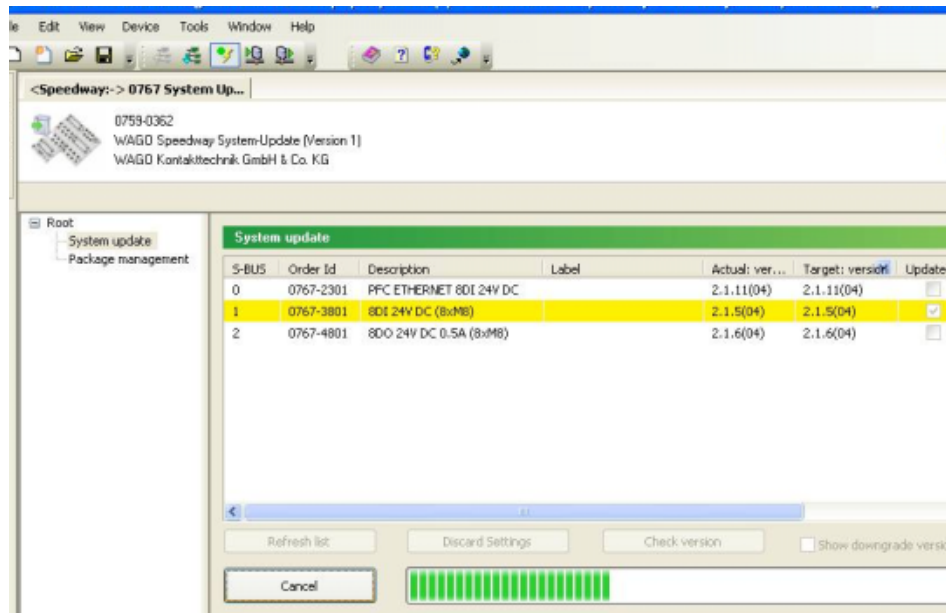 Edit View Device Tools Window Help
<Speedway:-> 0767 System Up...
0759-0362
WAGO Speedway System-Update (Version 1)
WAGO Kontakttechnik GmbH & Co. KG
Root
System update
Package management
System update
S-BUS Order Id Description Label Actual: ver... Target: version Update
0 0767-2301 PFC ETHERNET 8DI 24V DC 2.1.11(04) 2.1.11(04)
1 0767-3801 8DI 24V DC (8xM8) 2.1.5(04) 2.1.5(04)
2 0767-4801 8DO 24V DC 0.5A (8xM8) 2.1.6(04) 2.1.6(04)
Refresh list Discard Settings Check version Show downgrade
Cancel